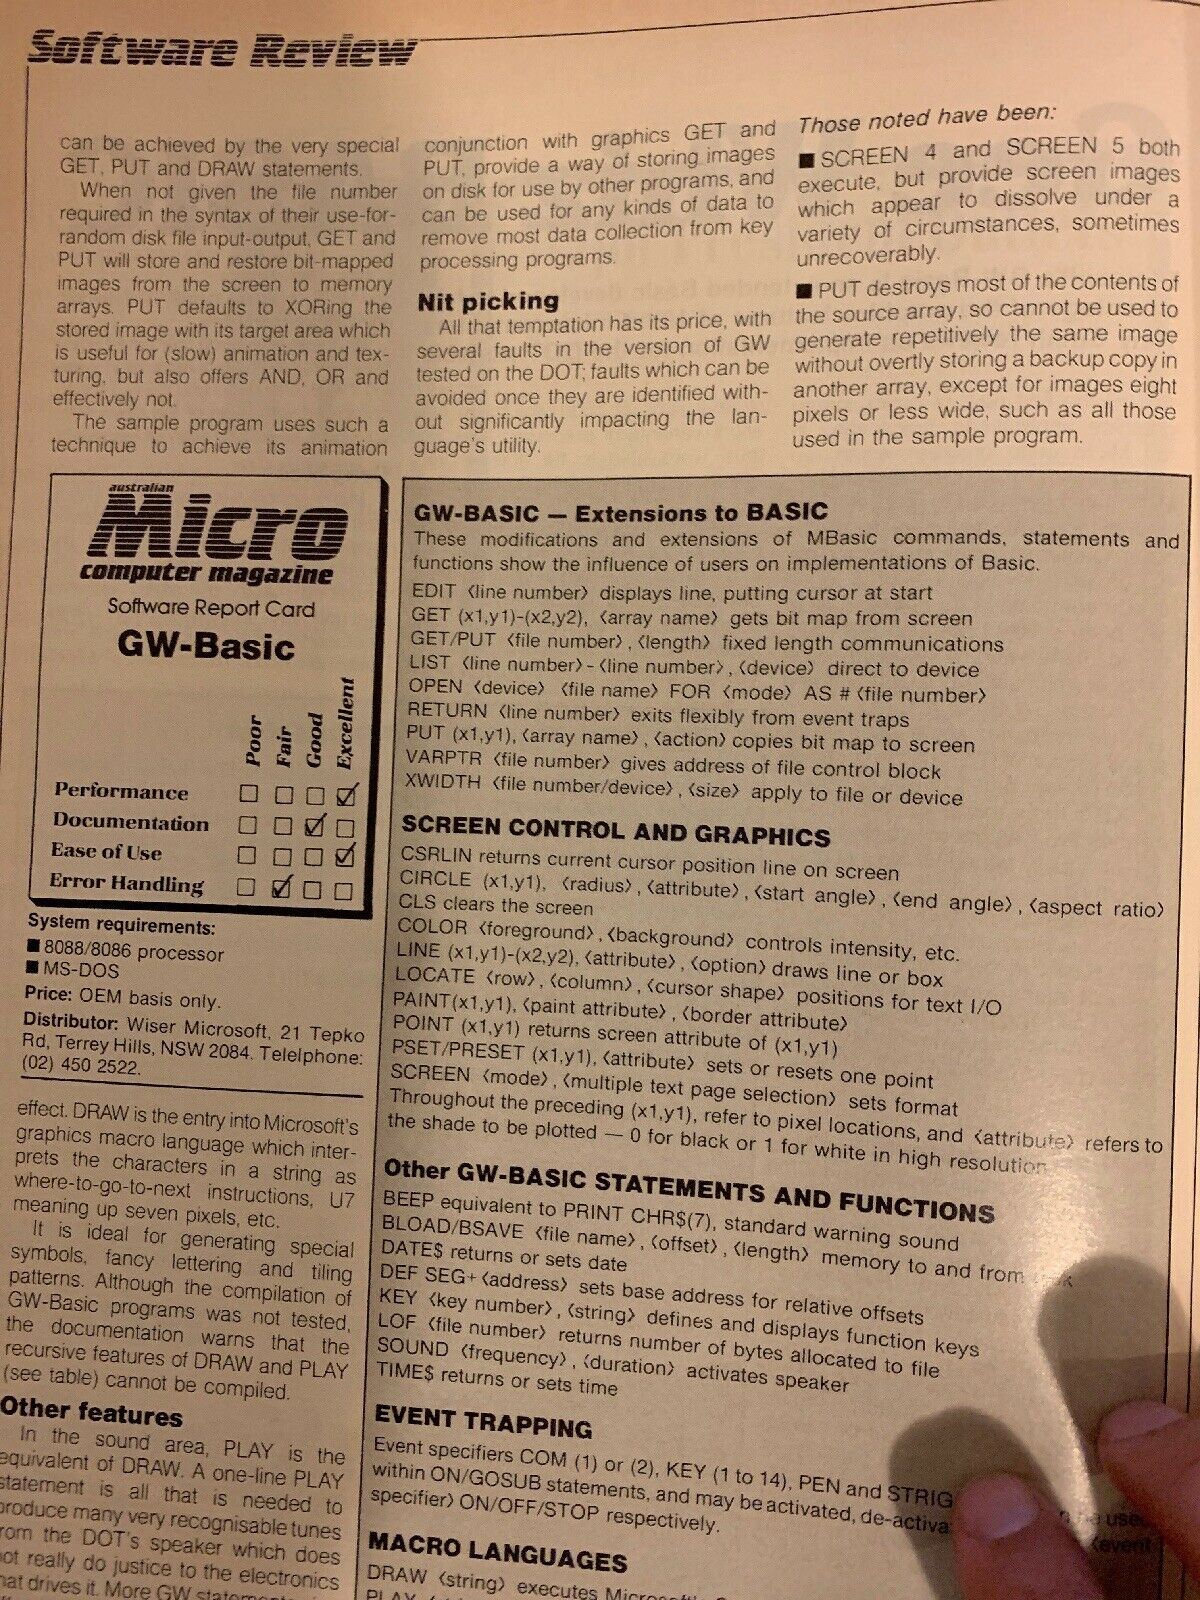 Software Review
can be achieved by the very special
GET, PUT and DRAW statements.
When not given the file number
required in the syntax of their use-for-
random disk file input-output, GET and
PUT will store and restore bit-mapped
images from the screen to memory
arrays. PUT defaults to XORing the
stored image with its target area which
is useful for (slow) animation and tex-
turing, but also offers AND, OR and
effectively not.
The sample program uses such a
technique to achieve its animation
australian
Micro
computer magazine
Software Report Card
GW-Basic
Poor
Fair
Good
Excellent
Performance
Documentation
Ease of Use
Error Handling
System requirements:
■ 8088/8086 processor
■ MS-DOS
Price: OEM basis only.
Distributor: Wiser Microsoft, 21 Tepko
Rd, Terrey Hills, NSW 2084. Telelphone:
(02) 450 2522.
effect. DRAW is the entry into Microsoft's
graphics macro language which inter-
prets the characters in a string as
where-to-go-to-next instructions, U7
meaning up seven pixels, etc.
It is ideal for generating special
symbols, fancy lettering and tiling
patterns. Although the compilation of
GW-Basic programs was not tested,
the documentation warns that the
recursive features of DRAW and PLAY
(see table) cannot be compiled.
Other features
In the sound area, PLAY is the
equivalent of DRAW. A one-line PLAY
statement is all that is needed to
produce many very recognisable tunes
from the DOT's speaker which does
not really do justice to the electronics
that drives it. More GW
conjunction with graphics GET and
PUT, provide a way of storing images
on disk for use by other programs, and
can be used for any kinds of data to
remove most data collection from key
processing programs.
Nit picking
All that temptation has its price, with
several faults in the version of GW
tested on the DOT; faults which can be
avoided once they are identified with-
out significantly impacting the lan-
guage's utility.
Those noted have been:
■ SCREEN 4 and SCREEN 5 both
execute, but provide screen images
which appear to dissolve under a
variety of circumstances, sometimes
unrecoverably.
■ PUT destroys most of the contents of
the source array, so cannot be used to
generate repetitively the same image
without overtly storing a backup copy in
another array, except for images eight
pixels or less wide, such as all those
used in the sample program.
GW-BASIC — Extensions to BASIC
These modifications and extensions of MBasic commands, statements and
functions show the influence of users on implementations of Basic.
EDIT ⟨line number⟩ displays line, putting cursor at start
GET (x1,y1)-(x2,y2), ⟨array name⟩ gets bit map from screen
GET/PUT ⟨file number⟩, ⟨length⟩ fixed length communications
LIST ⟨line number⟩-⟨line number⟩, ⟨device⟩ direct to device
OPEN ⟨device⟩ ⟨file name⟩ FOR ⟨mode⟩ AS # ⟨file number⟩
RETURN ⟨line number⟩ exits flexibly from event traps
PUT (x1,y1), ⟨array name⟩, ⟨action⟩ copies bit map to screen
VARPTR ⟨file number⟩ gives address of file control block
XWIDTH ⟨file number/device⟩, ⟨size⟩ apply to file or device
SCREEN CONTROL AND GRAPHICS
CSRLIN returns current cursor position line on screen
CIRCLE (x1,y1), ⟨radius⟩, ⟨attribute⟩, ⟨start angle⟩, ⟨end angle⟩, ⟨aspect ratio⟩
CLS clears the screen
COLOR ⟨foreground⟩, ⟨background⟩ controls intensity, etc.
LINE (x1,y1)-(x2,y2), ⟨attribute⟩, ⟨option⟩ draws line or box
LOCATE ⟨row⟩, ⟨column⟩, ⟨cursor shape⟩ positions for text I/O
PAINT(x1,y1), ⟨paint attribute⟩, ⟨border attribute⟩
POINT (x1,y1) returns screen attribute of (x1,y1)
PSET/PRESET (x1,y1), ⟨attribute⟩ sets or resets one point
SCREEN ⟨mode⟩, ⟨multiple text page selection⟩ sets format
Throughout the preceding (x1,y1), refer to pixel locations, and ⟨attribute⟩ refers to
the shade to be plotted — 0 for black or 1 for white in high resolution
Other GW-BASIC STATEMENTS AND FUNCTIONS
BEEP equivalent to PRINT CHR$(7), standard warning sound
BLOAD/BSAVE ⟨file name⟩, ⟨offset⟩, ⟨length⟩ memory to and from
DATE$ returns or sets date
DEF SEG+⟨address⟩ sets base address for relative offsets
KEY ⟨key number⟩, ⟨string⟩ defines and displays function keys
LOF ⟨file number⟩ returns number of bytes allocated to file
SOUND ⟨frequency⟩, ⟨duration⟩ activates speaker
TIME$ returns or sets time
EVENT TRAPPING
Event specifiers COM (1) or (2), KEY (1 to 14), PEN and STRIG
within ON/GOSUB statements, and may be activated, ⟨event
specifier⟩ ON/OFF/STOP respectively.
MACRO LANGUAGES
DRAW ⟨string⟩ executes
PLAY